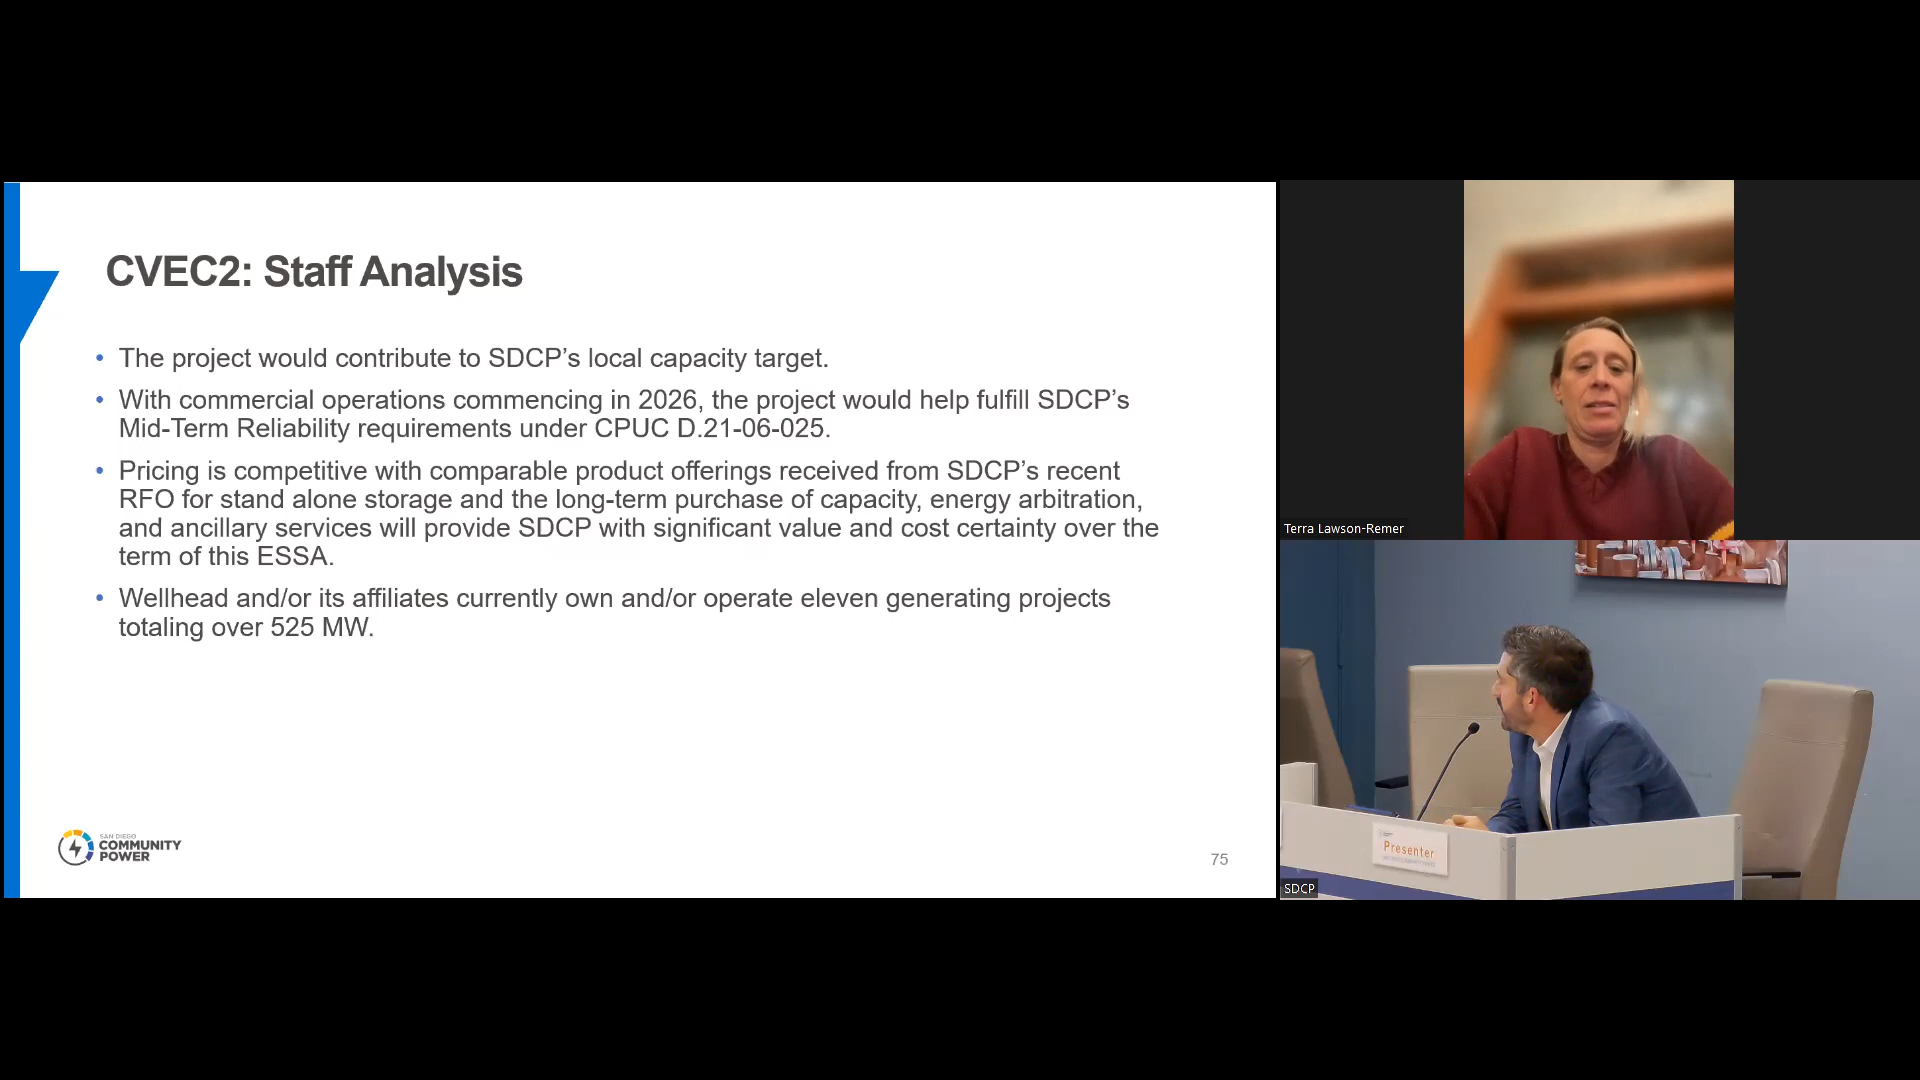 CVEC2: Staff Analysis
• The project would contribute to SDCP’s local capacity target.
• With commercial operations commencing in 2026, the project would help fulfill SDCP’s
Mid-Term Reliability requirements under CPUC D.21-06-025.
• Pricing is competitive with comparable product offerings received from SDCP’s recent
RFO for stand alone storage and the long-term purchase of capacity, energy arbitration,
and ancillary services will provide SDCP with significant value and cost certainty over the
term of this ESSA.
• Wellhead and/or its affiliates currently own and/or operate eleven generating projects
totaling over 525 MW.
SAN DIEGO
COMMUNITY
POWER
75
Terra Lawson-Remer
Presenter
SDCP